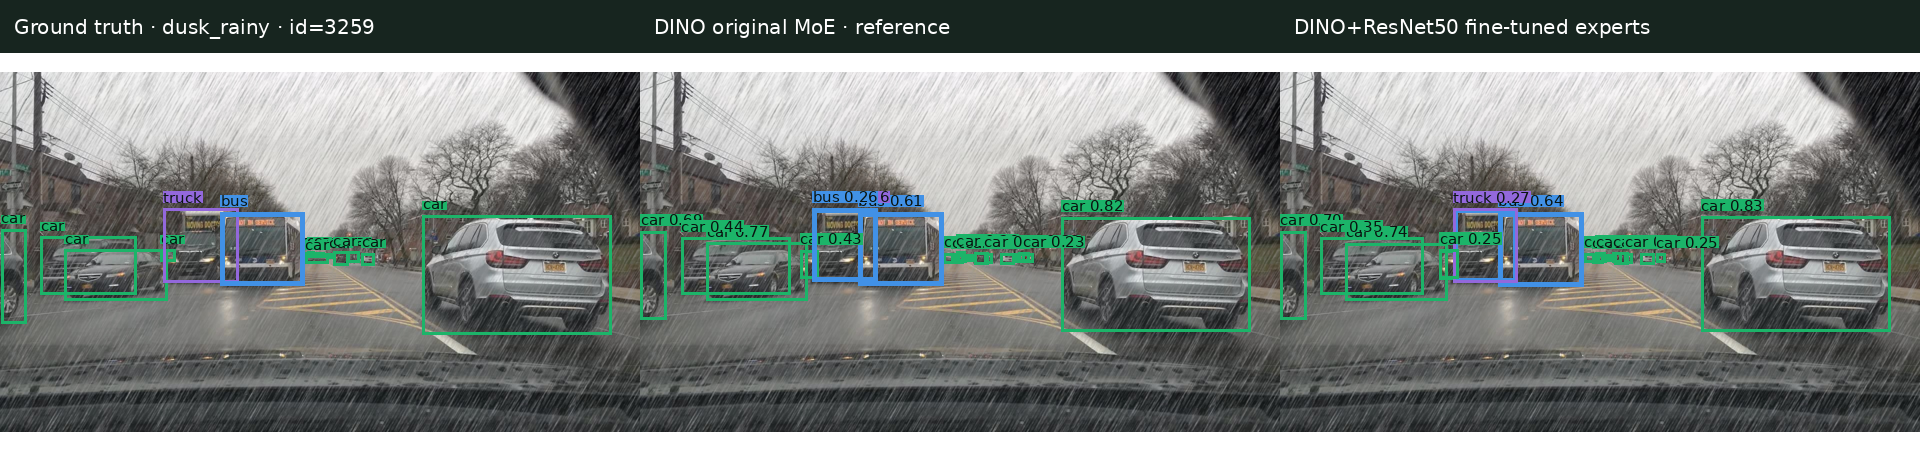 Ground truth · dusk_rainy · id=3259
DINO original MoE · reference
DINO+ResNet50 fine-tuned experts
car
car
car
car
truck
bus
car
car
car
car
car 0.69
car 0.44
0.77
car 0.43
bus 0.26
0.61
car 0.23
car 0.82
car 0.70
car 0.35
car 0.74
car 0.25
truck 0.27
0.64
car 0.25
car 0.83